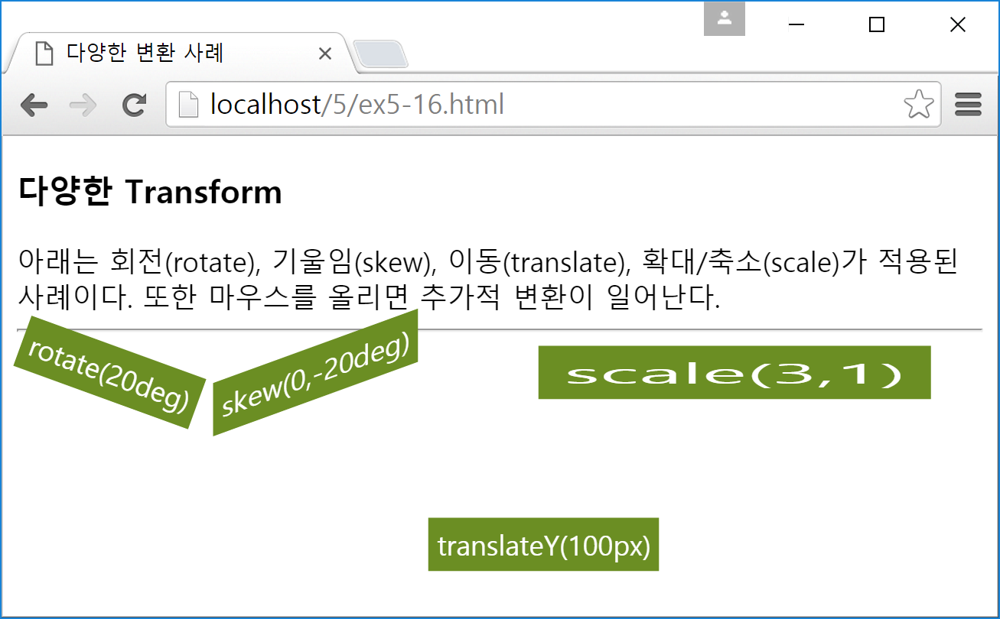 다양한 변환 사례
localhost/5/ex5-16.html
다양한 Transform
아래는 회전(rotate), 기울임(skew), 이동(translate), 확대/축소(scale)가 적용된
사례이다. 또한 마우스를 올리면 추가적 변환이 일어난다.
rotate(20deg)
skew(0,-20deg)
scale(3,1)
translateY(100px)